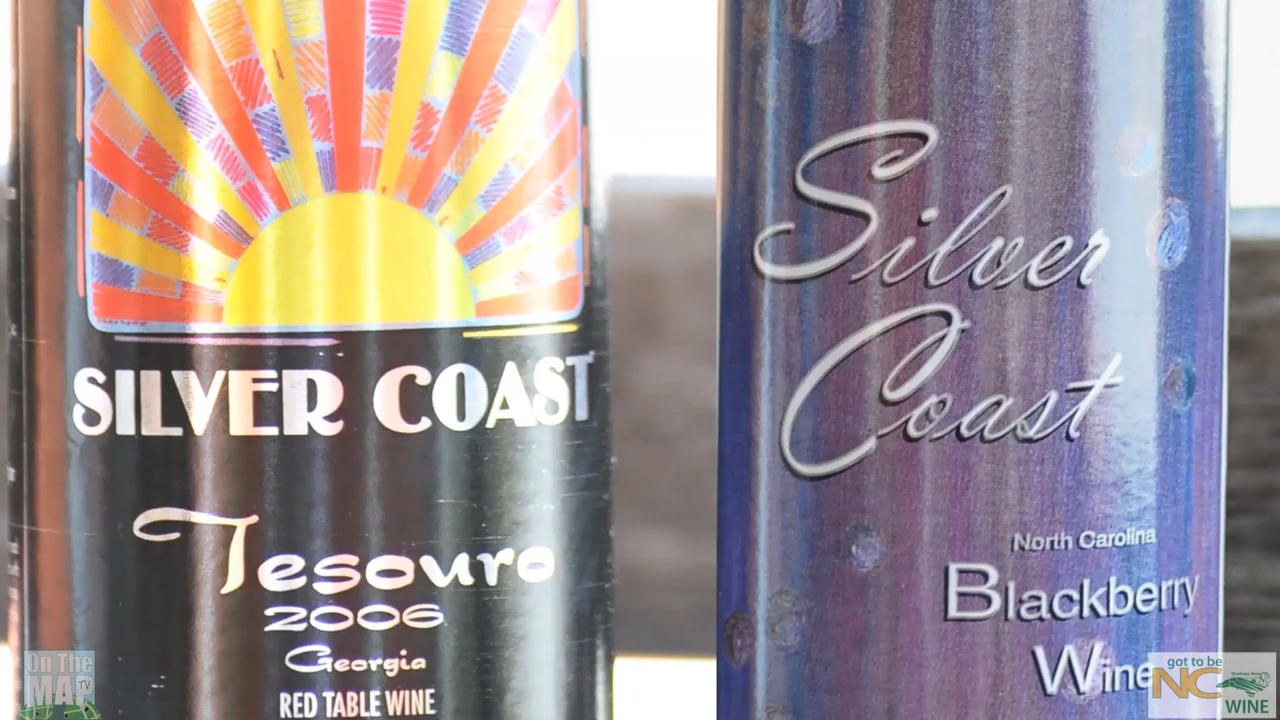 SILVER COAST
Tesouro
2006
Georgia
RED TABLE WINE
Silver
Coast
North Carolina
Blackberry
Wine
On The
MAP
TV
got to be
NC
WINE